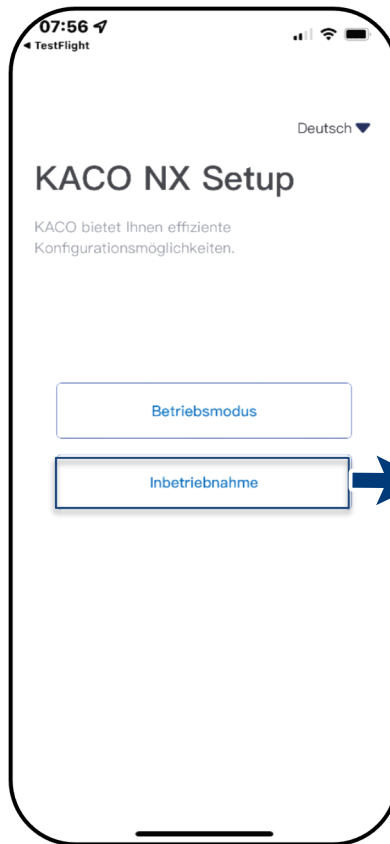 07:56
◀ TestFlight
Deutsch
KACO NX Setup
KACO bietet Ihnen effiziente
Konfigurationsmöglichkeiten.
Betriebsmodus
Inbetriebnahme